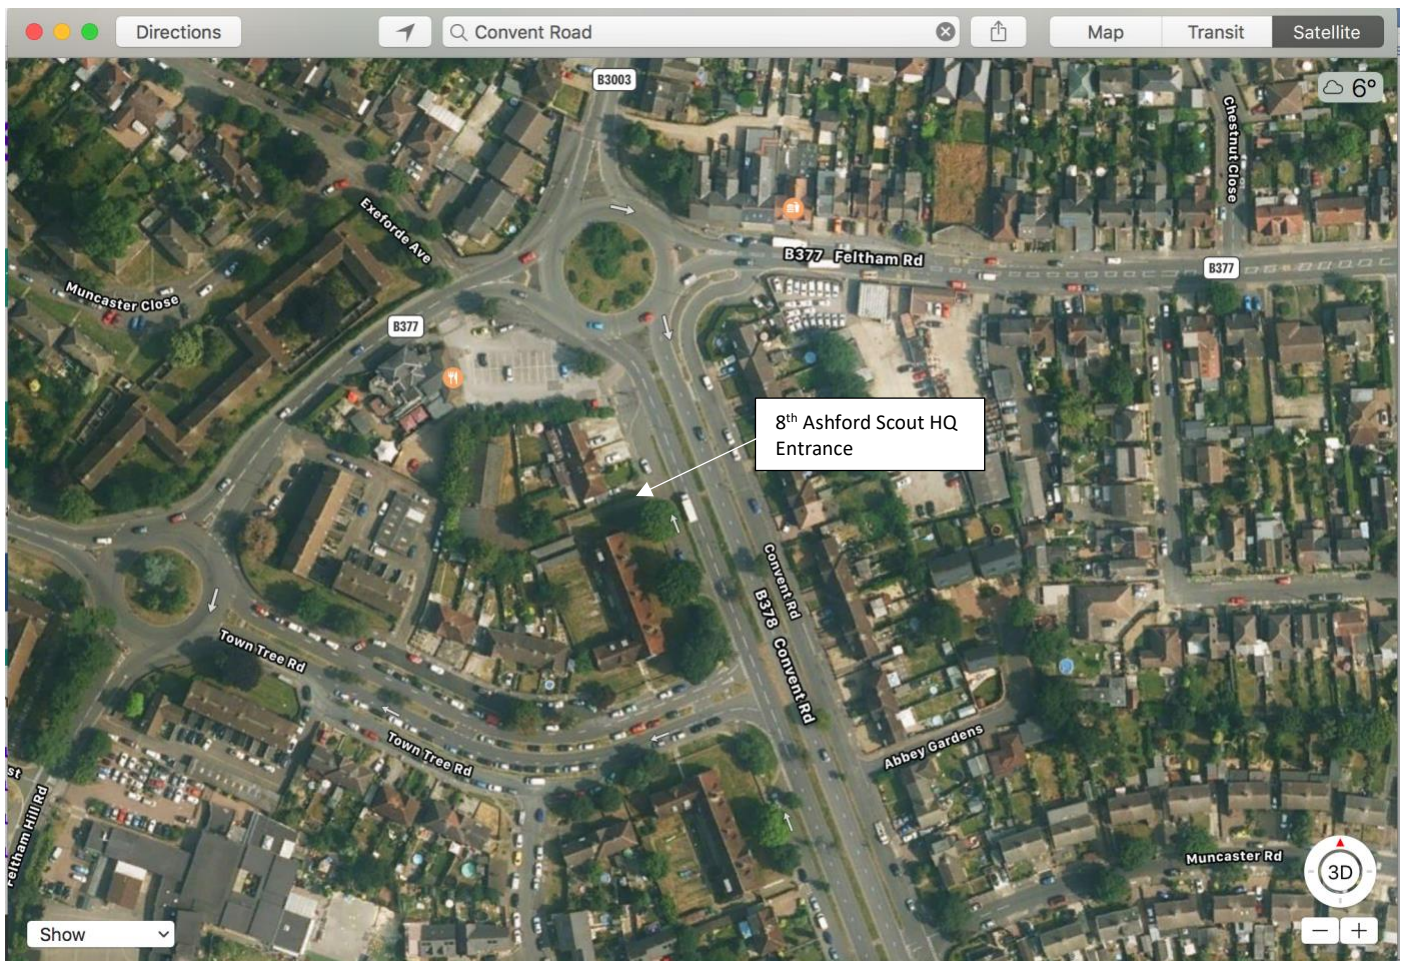 Directions
Convent Road
Map
Transit
Satellite
6°
B3003
Chestnut Close
Exeforde Ave
B377 Feltham Rd
B377
Muncaster Close
B377
8th Ashford Scout HQ
Entrance
Convent Rd
B378 Convent Rd
Town Tree Rd
Town Tree Rd
Abbey Gardens
st
Feltham Hill Rd
Muncaster Rd
3D
Show